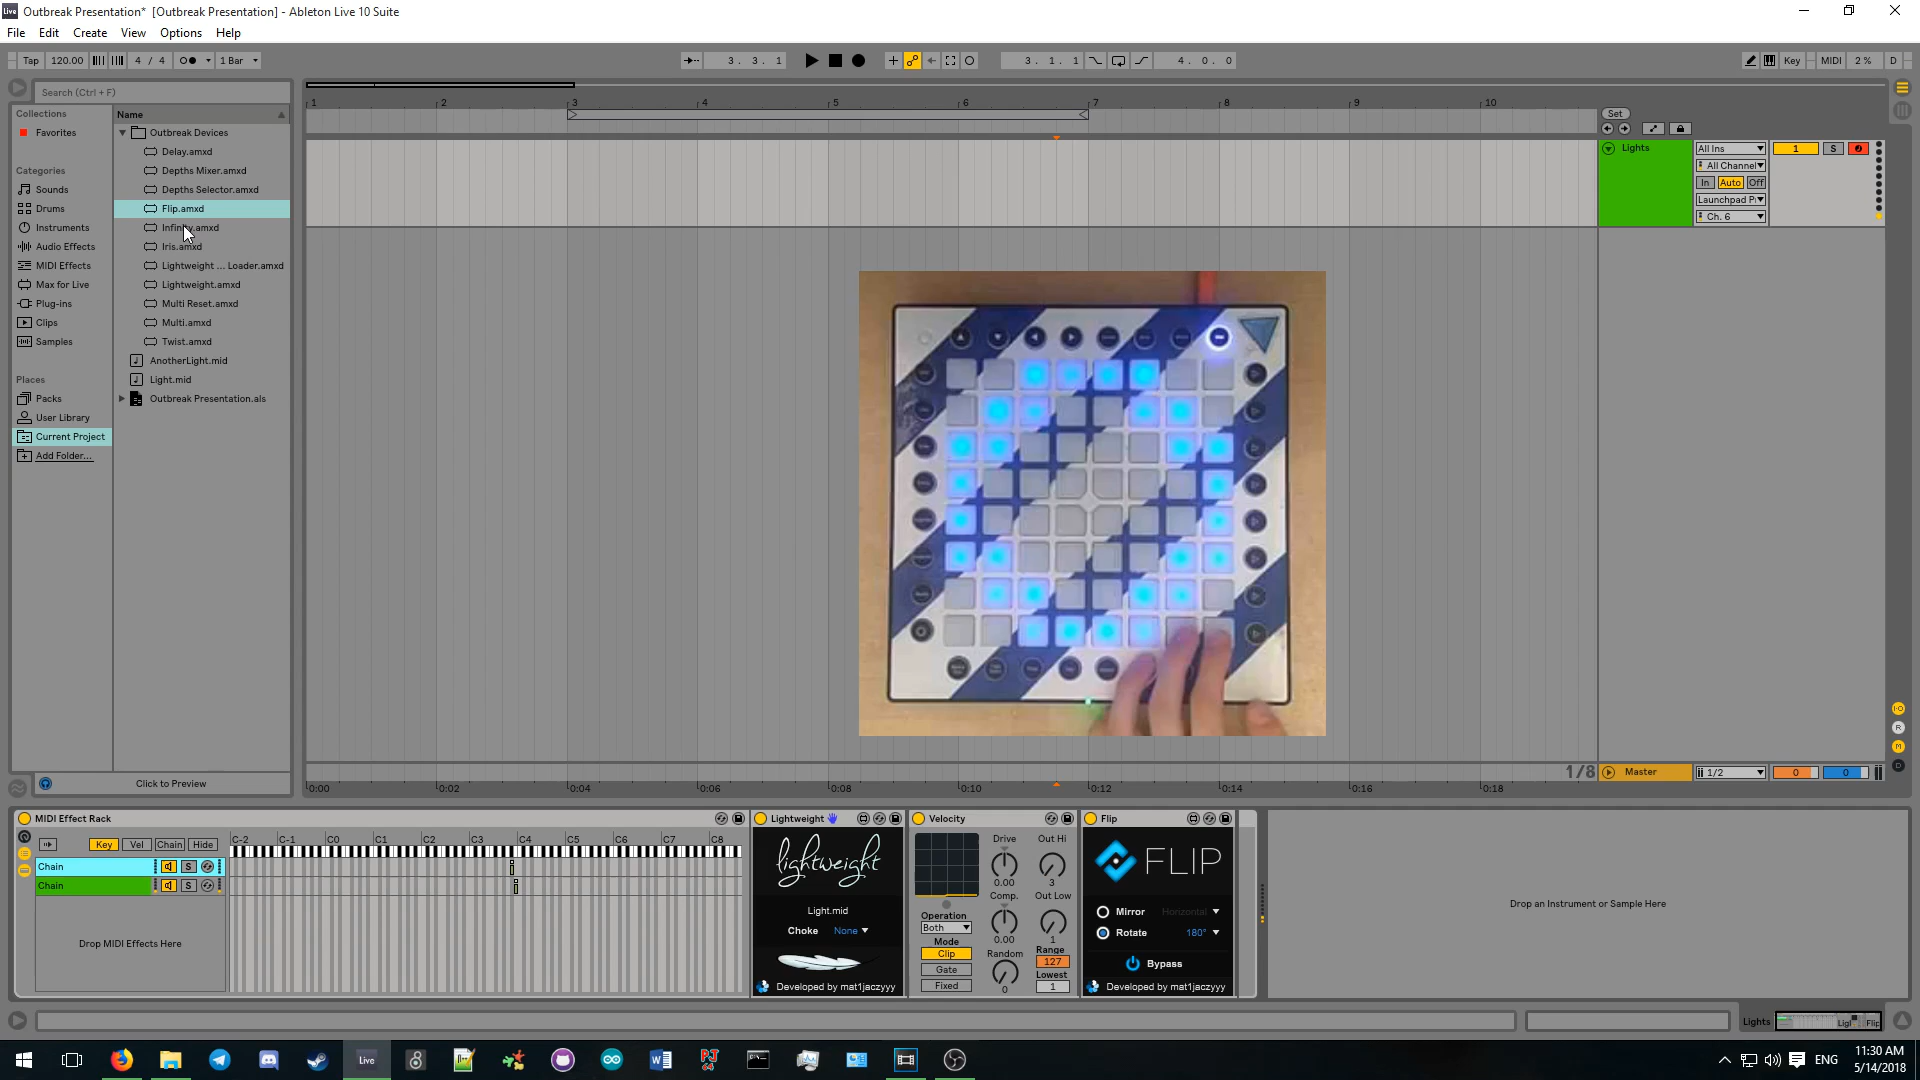 Live Outbreak Presentation* [Outbreak Presentation] - Ableton Live 10 Suite
File Edit Create View Options Help
Tap 120.00 4 / 4 1 Bar 3. 3. 1 3. 1. 1 4. 0. 0 Key MIDI 2 % D
Search (Ctrl + F)
Collections
Favorites
Categories
Sounds
Drums
Instruments
Audio Effects
MIDI Effects
Max for Live
Plug-ins
Clips
Samples
Places
Packs
User Library
Current Project
Add Folder...
Name
Outbreak Devices
Delay.amxd
Depths Mixer.amxd
Depths Selector.amxd
Flip.amxd
Infinity.amxd
Iris.amxd
Lightweight ... Loader.amxd
Lightweight.amxd
Multi Reset.amxd
Multi.amxd
Twist.amxd
AnotherLight.mid
Light.mid
Outbreak Presentation.als
Click to Preview
1 2 3 4 5 6 7 8 9 10
Set
Lights
All Ins
All Channel
In Auto Off
Launchpad P
Ch. 6
1 S
1/8
Master
1/2
0 0
0:00 0:02 0:04 0:06 0:08 0:10 0:12 0:14 0:16 0:18
I-O
R
M
D
MIDI Effect Rack
Key Vel Chain Hide
C-2 C-1 C0 C1 C2 C3 C4 C5 C6 C7 C8
Chain S
Chain S
Drop MIDI Effects Here
Lightweight
lightweight
Light.mid
Choke None
Developed by mat1jaczyyy
Velocity
Drive Out Hi
0.00 3
Comp. Out Low
Operation
Both
0.00 1
Mode
Clip
Gate
Fixed
Random
0
Range
127
Lowest
1
Flip
FLIP
Mirror Horizontal
Rotate 180°
Bypass
Developed by mat1jaczyyy
Drop an Instrument or Sample Here
Lights Ligl Flip
Live
ENG
11:30 AM
5/14/2018